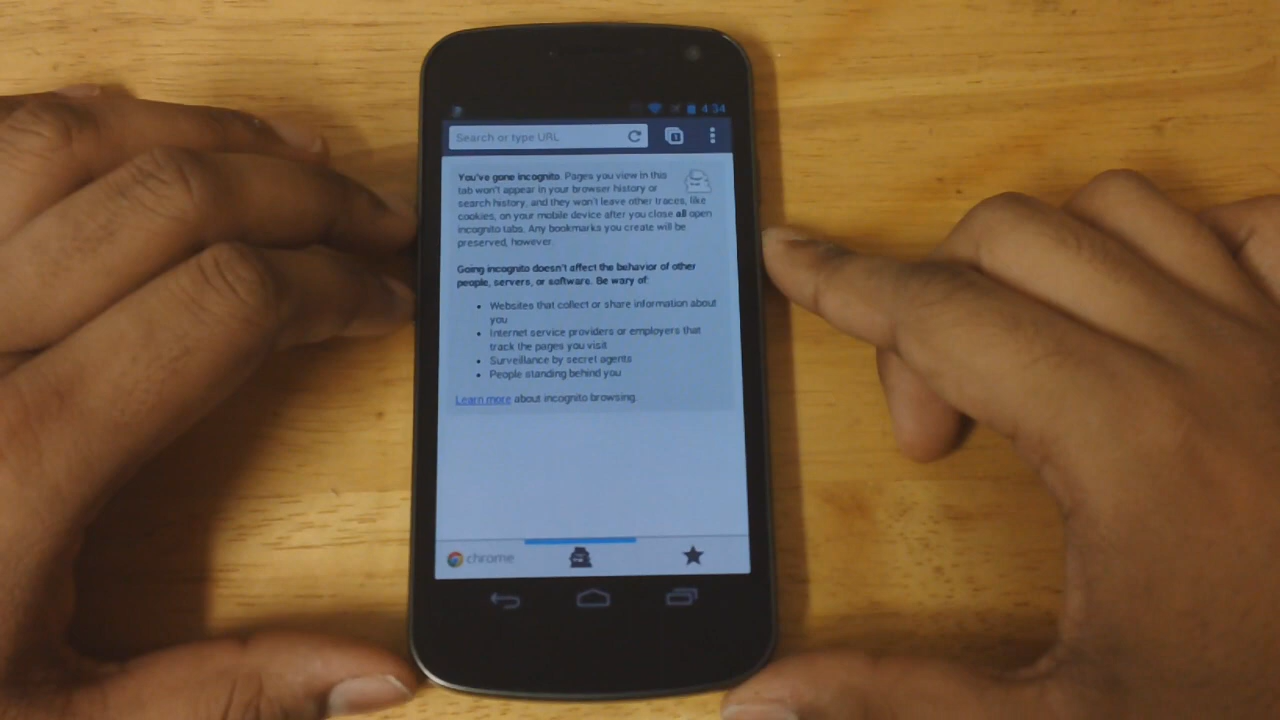 4:34
Search or type URL
1
You've gone incognito. Pages you view in this
tab won't appear in your browser history or
search history, and they won't leave other traces, like
cookies, on your mobile device after you close all open
incognito tabs. Any bookmarks you create will be
preserved, however.
Going incognito doesn't affect the behavior of other
people, servers, or software. Be wary of:
• Websites that collect or share information about
you
• Internet service providers or employers that
track the pages you visit
• Surveillance by secret agents
• People standing behind you
Learn more about incognito browsing.
chrome